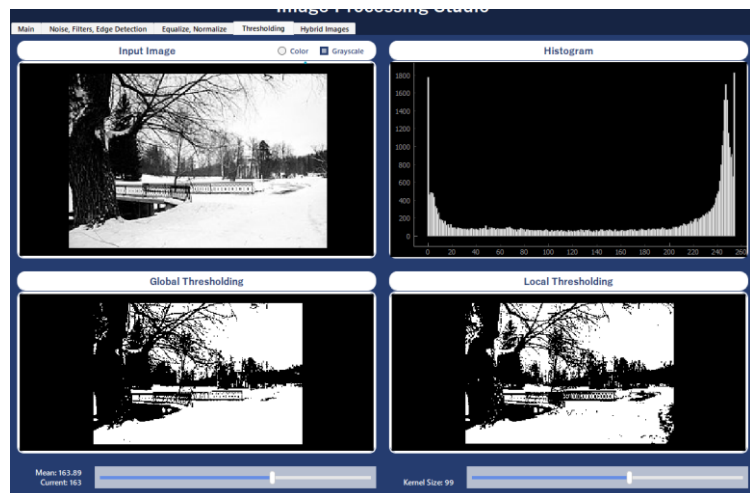 Image Processing Studio
Main Noise, Filters, Edge Detection Equalize, Normalize Thresholding Hybrid Images
Input Image Color Grayscale
Histogram
1800
1600
1400
1200
1000
800
600
400
200
0
0 20 40 60 80 100 120 140 160 180 200 220 240 260
Global Thresholding
Local Thresholding
Mean: 163.89
Current: 163
Kernel Size: 99